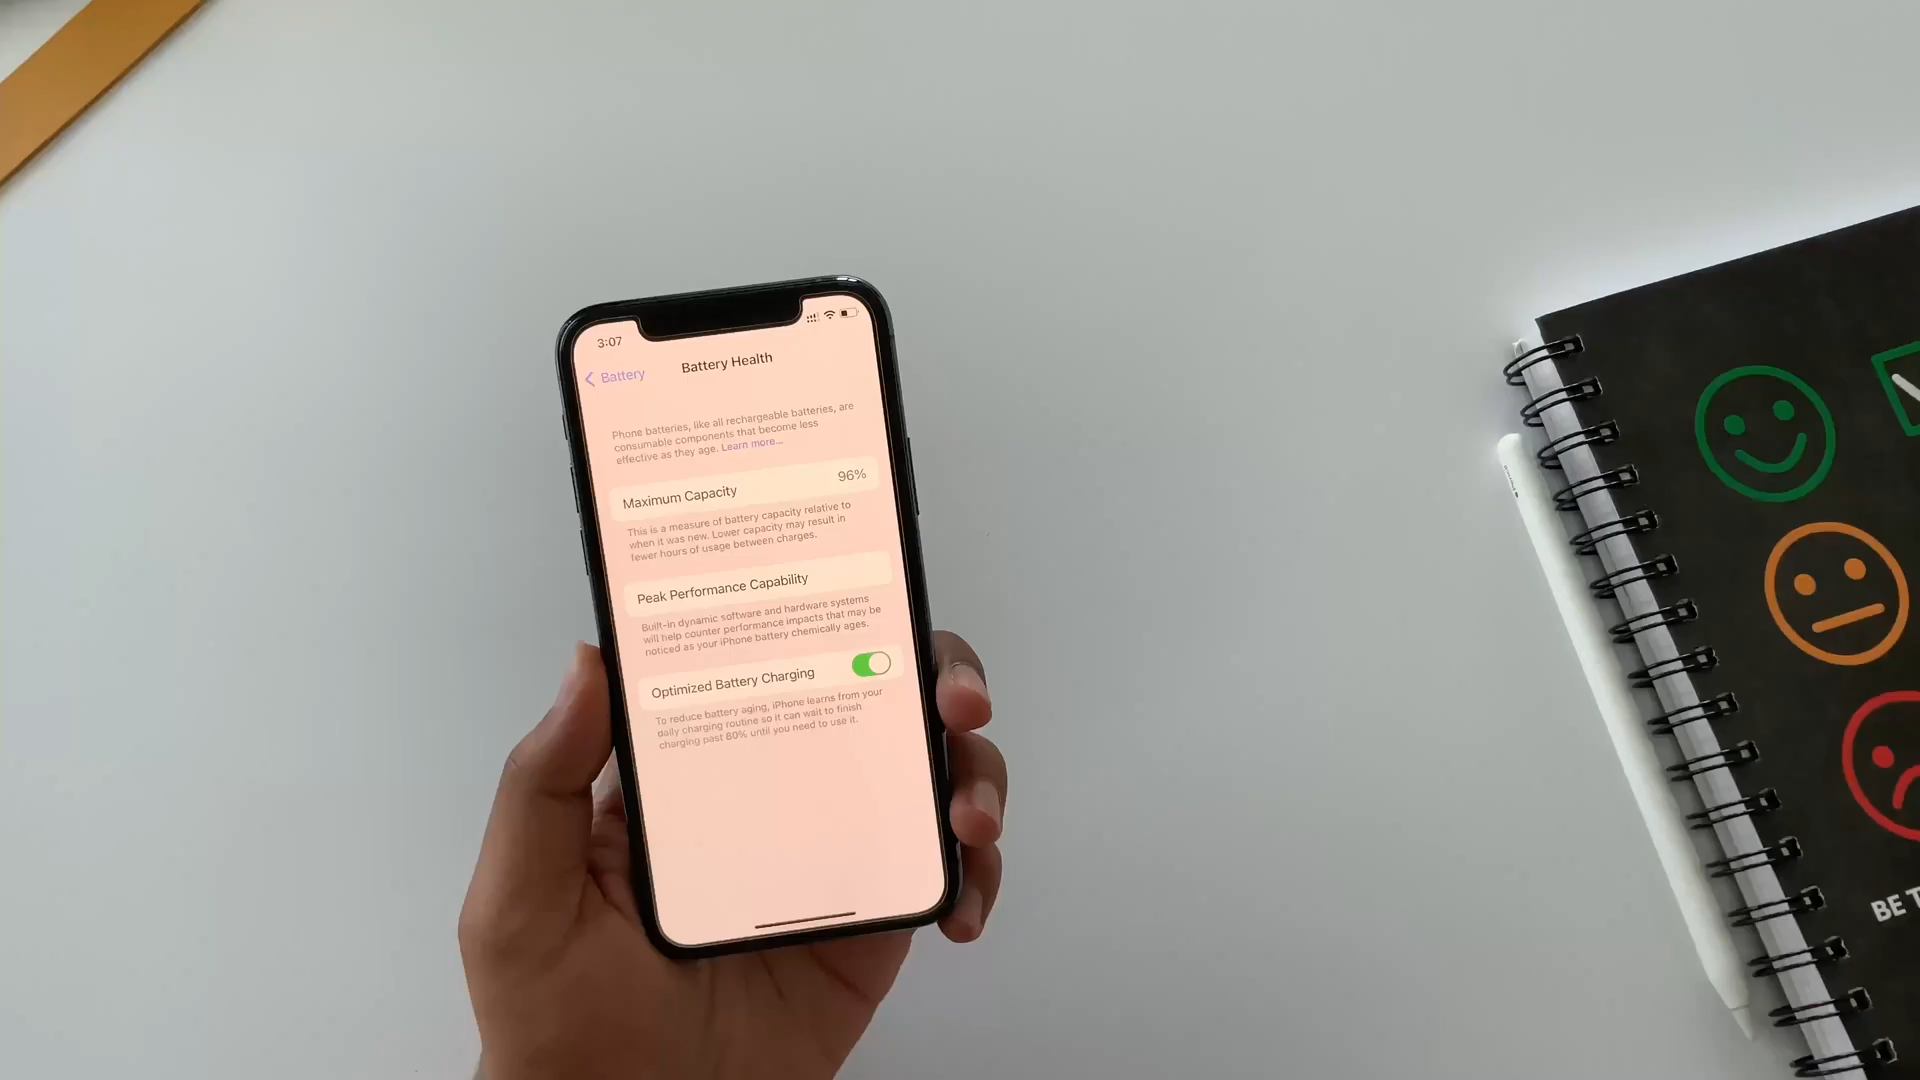 3:07
Battery
Battery Health
Phone batteries, like all rechargeable batteries, are
consumable components that become less
effective as they age. Learn more...
Maximum Capacity 96%
This is a measure of battery capacity relative to
when it was new. Lower capacity may result in
fewer hours of usage between charges.
Peak Performance Capability
Built-in dynamic software and hardware systems
will help counter performance impacts that may be
noticed as your iPhone battery chemically ages.
Optimized Battery Charging
To reduce battery aging, iPhone learns from your
daily charging routine so it can wait to finish
charging past 80% until you need to use it.
BE